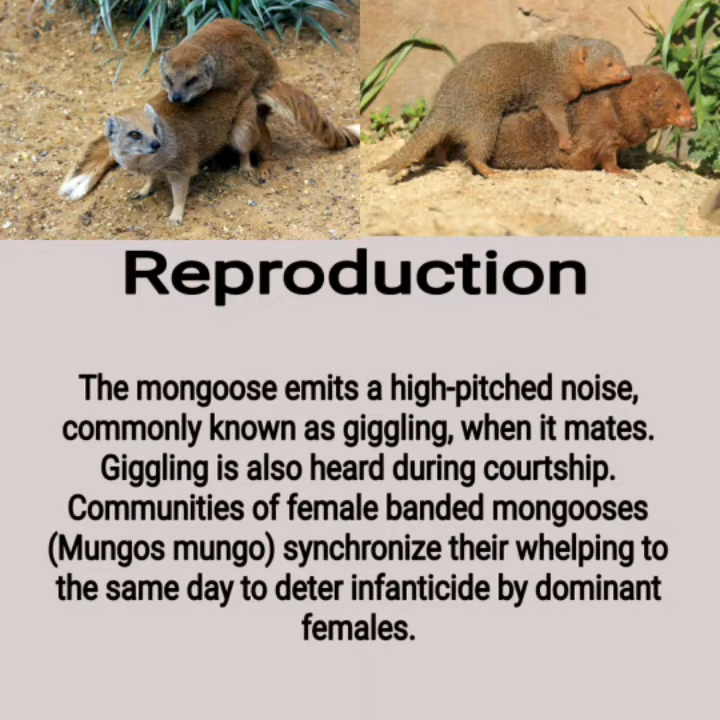 Reproduction
The mongoose emits a high-pitched noise,
commonly known as giggling, when it mates.
Giggling is also heard during courtship.
Communities of female banded mongooses
(Mungos mungo) synchronize their whelping to
the same day to deter infanticide by dominant
females.